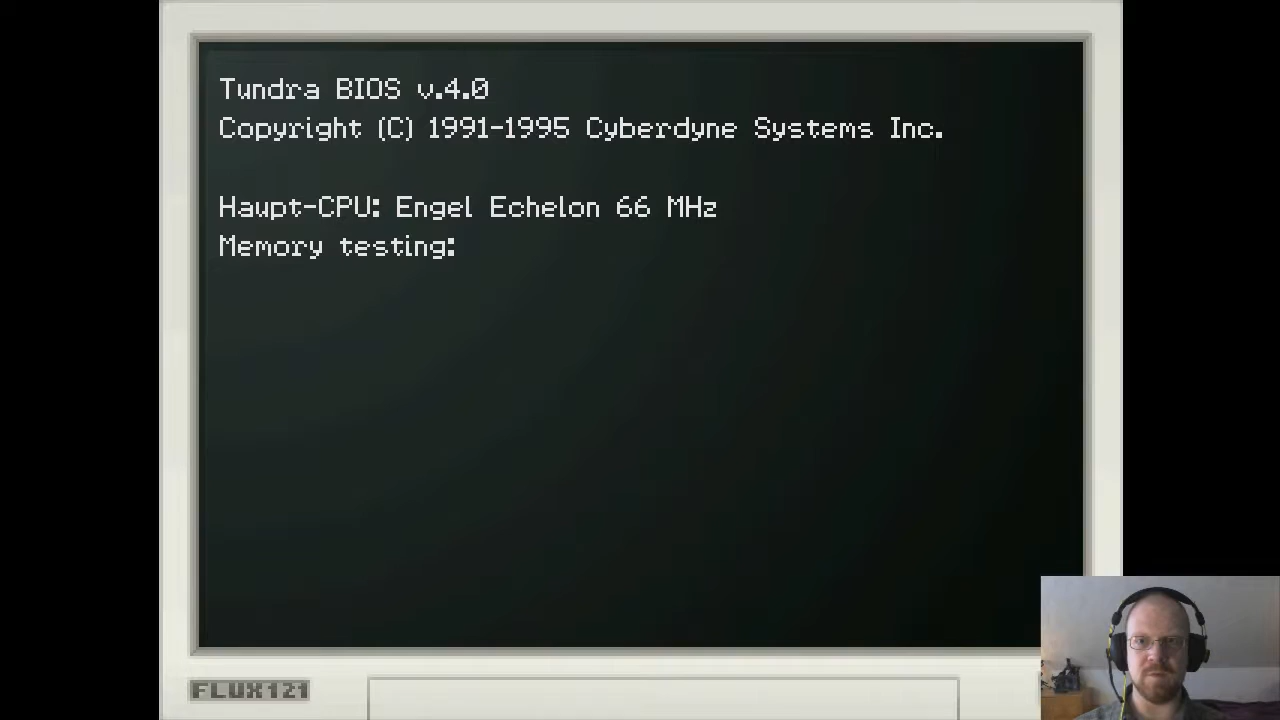 Tundra BIOS v.4.0
Copyright (C) 1991-1995 Cyberdyne Systems Inc.
Haupt-CPU: Engel Echelon 66 MHz
Memory testing:
FLUX121